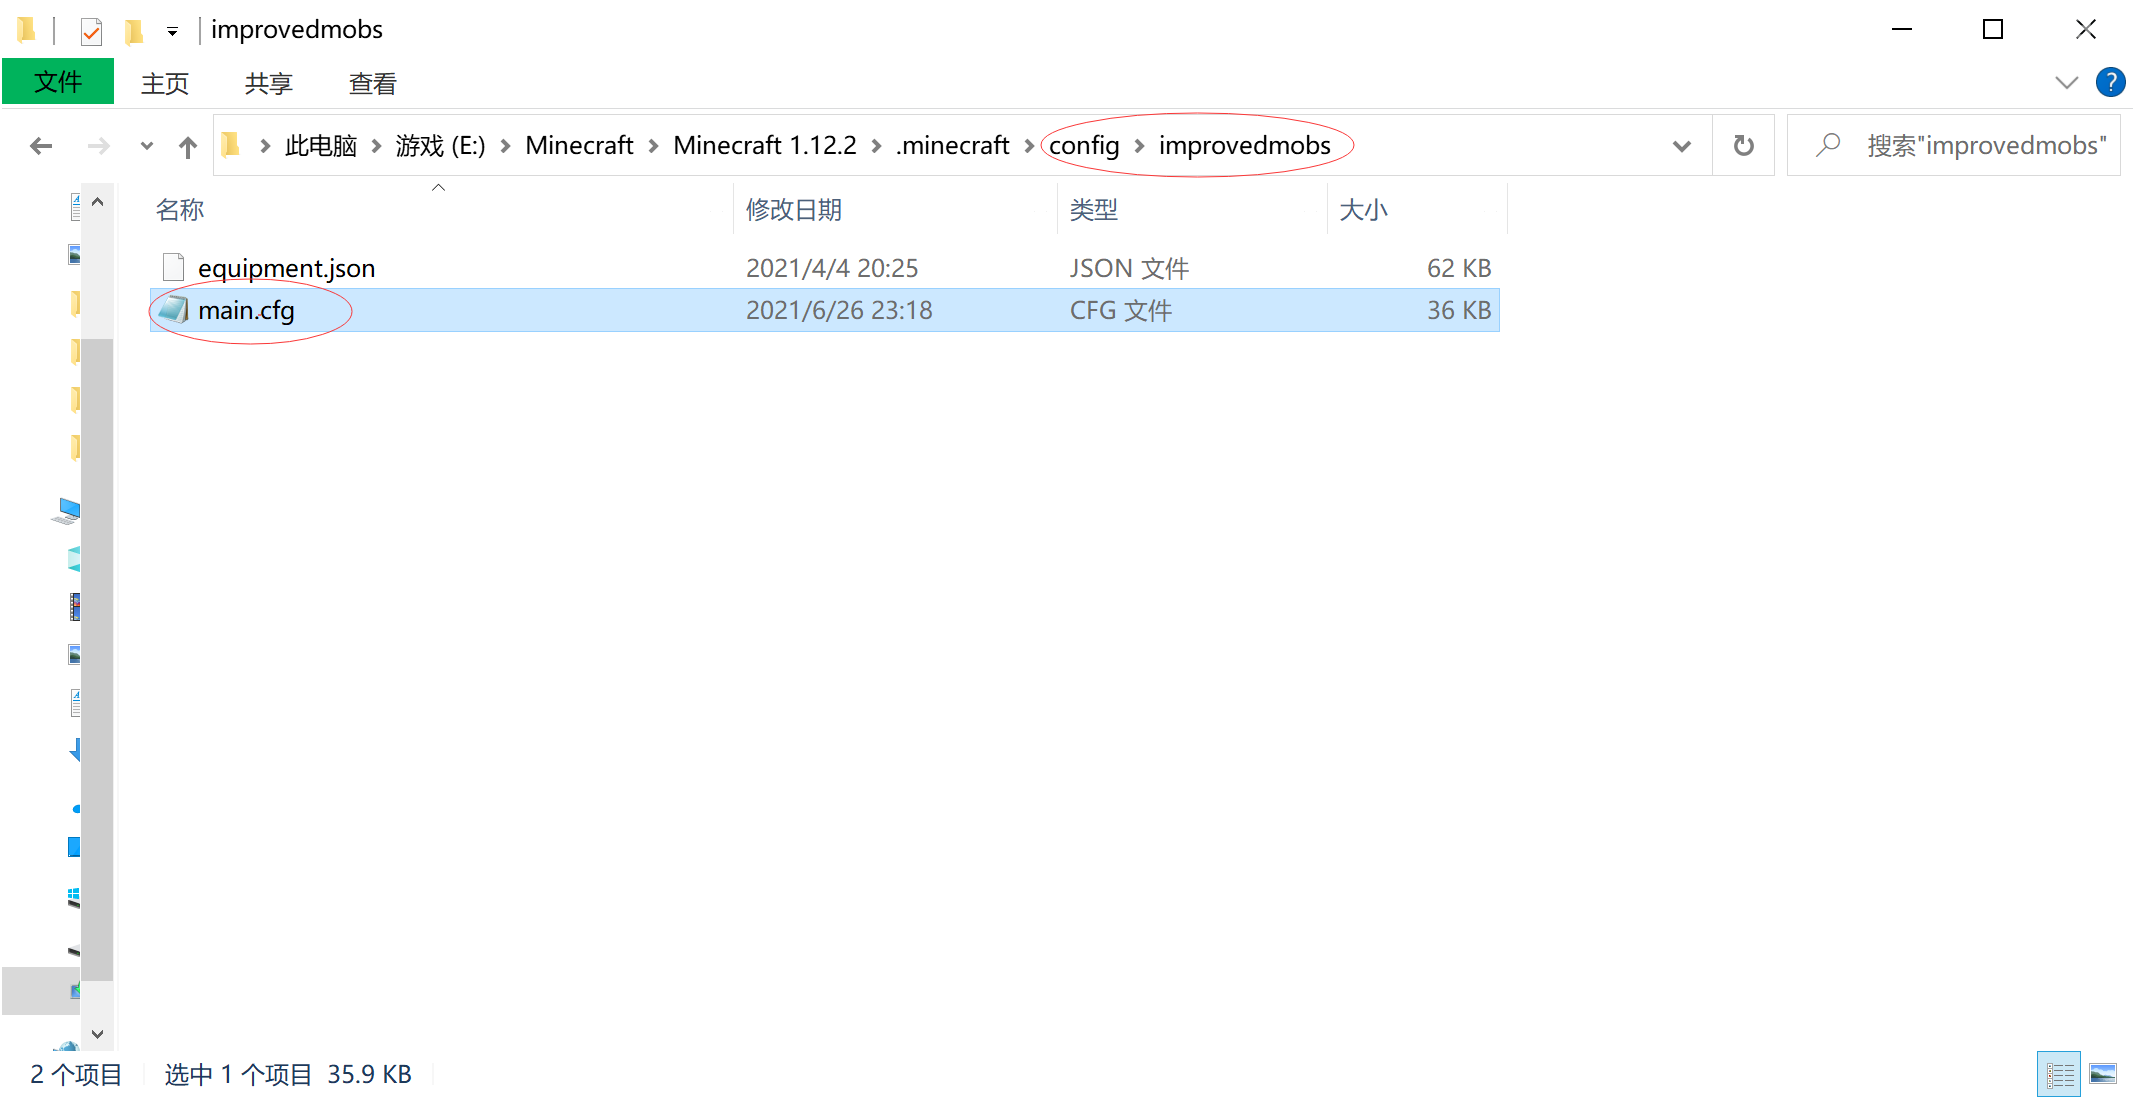 improvedmobs
文件 主页 共享 查看 ?
此电脑 游戏 (E:) Minecraft Minecraft 1.12.2 .minecraft config improvedmobs 搜索"improvedmobs"
名称 修改日期 类型 大小
equipment.json 2021/4/4 20:25 JSON 文件 62 KB
main.cfg 2021/6/26 23:18 CFG 文件 36 KB
2 个项目 选中 1 个项目 35.9 KB